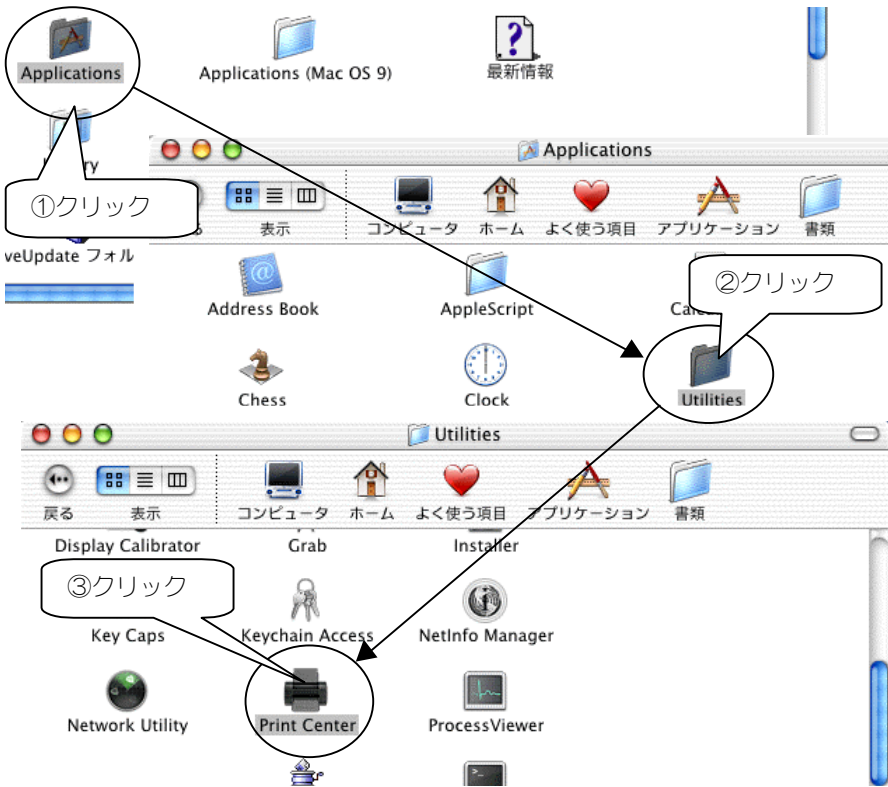 Applications
Applications (Mac OS 9)
最新情報
Applications
①クリック
表示
コンピュータ
ホーム
よく使う項目
アプリケーション
書類
veUpdate フォル
Address Book
AppleScript
②クリック
Chess
Clock
Utilities
Utilities
戻る
表示
コンピュータ
ホーム
よく使う項目
アプリケーション
書類
Display Calibrator
Grab
Installer
③クリック
Key Caps
Keychain Access
NetInfo Manager
Network Utility
Print Center
ProcessViewer